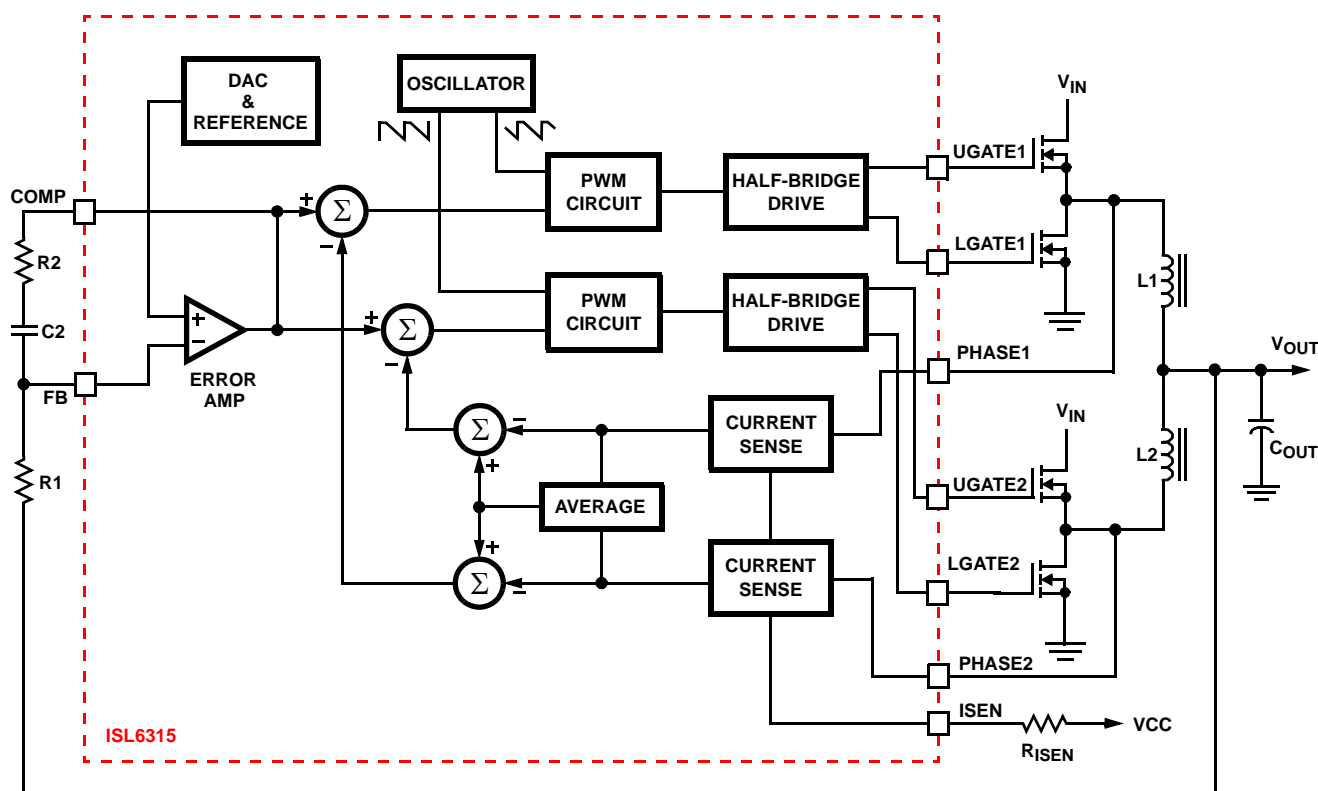 DAC
&
REFERENCE
OSCILLATOR
VIN
UGATE1
PWM
CIRCUIT
HALF-BRIDGE
DRIVE
COMP
+
Σ
−
LGATE1
R2
L1
PWM
CIRCUIT
HALF-BRIDGE
DRIVE
C2
+
−
+
Σ
−
PHASE1
VOUT
FB
ERROR
AMP
VIN
Σ
−
+
CURRENT
SENSE
L2
COUT
R1
UGATE2
AVERAGE
+
Σ
−
CURRENT
SENSE
LGATE2
PHASE2
ISEN
ISL6315
RISEN
VCC